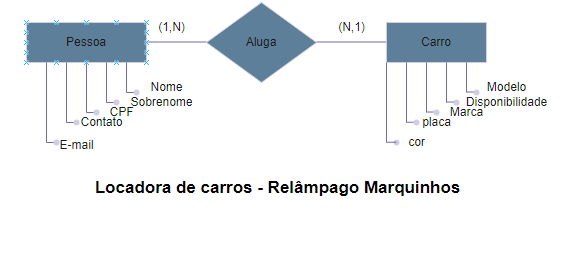 (1,N)
(N,1)
Pessoa
Aluga
Carro
Nome
Sobrenome
CPF
Contato
E-mail
Modelo
Disponibilidade
Marca
placa
cor
Locadora de carros - Relâmpago Marquinhos